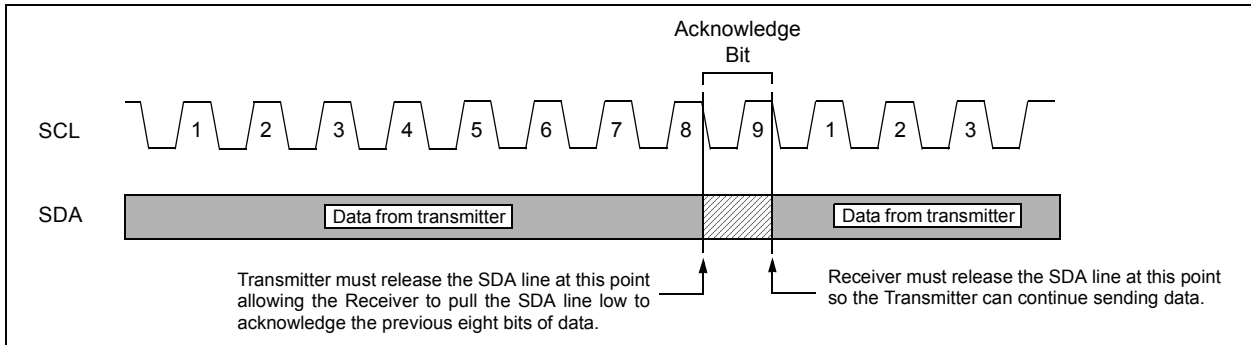 Acknowledge
Bit
SCL 1 2 3 4 5 6 7 8 9 1 2 3
SDA Data from transmitter Data from transmitter
Transmitter must release the SDA line at this point
allowing the Receiver to pull the SDA line low to
acknowledge the previous eight bits of data.
Receiver must release the SDA line at this point
so the Transmitter can continue sending data.